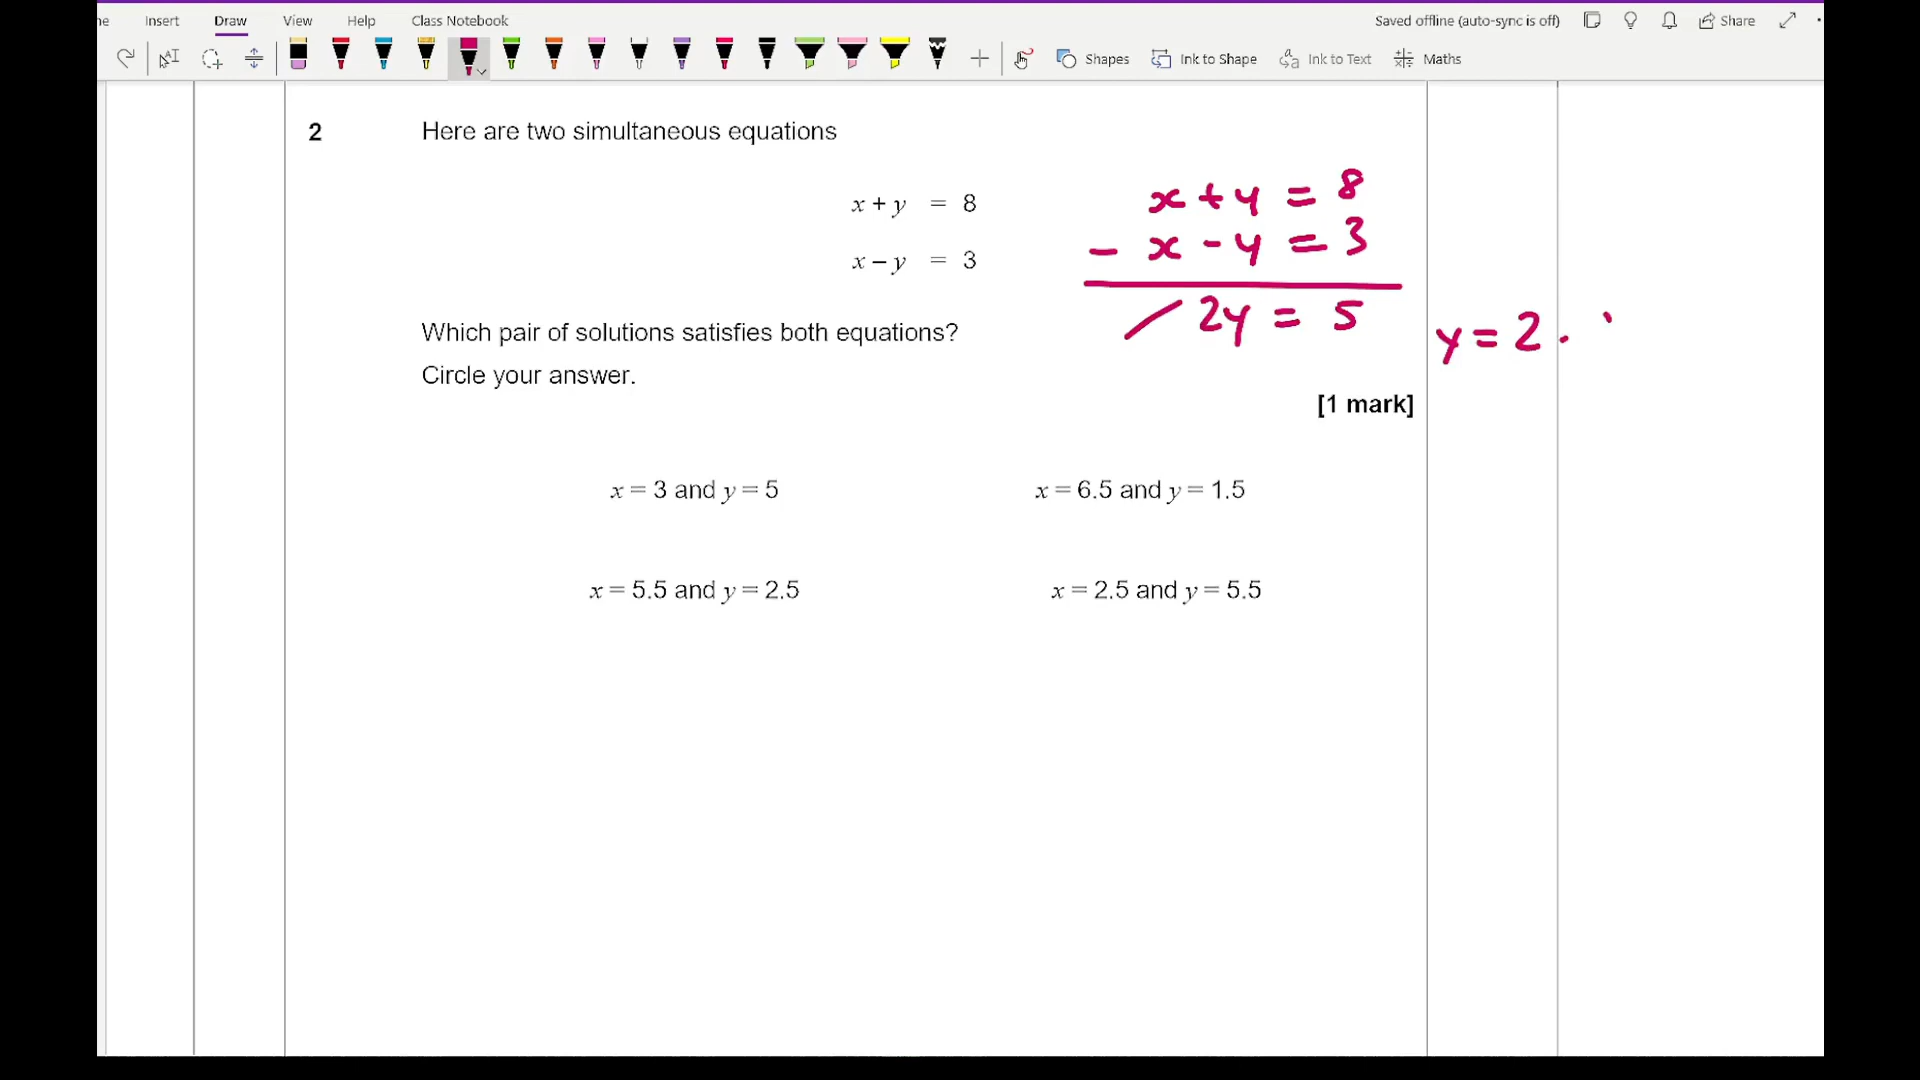 Insert Draw View Help Class Notebook Saved offline (auto-sync is off) Share
Shapes Ink to Shape Ink to Text Maths
2 Here are two simultaneous equations
x + y = 8
x − y = 3
x + y = 8
− x - y = 3
/ 2y = 5
y = 2.
Which pair of solutions satisfies both equations?
Circle your answer.
[1 mark]
x = 3 and y = 5 x = 6.5 and y = 1.5
x = 5.5 and y = 2.5 x = 2.5 and y = 5.5